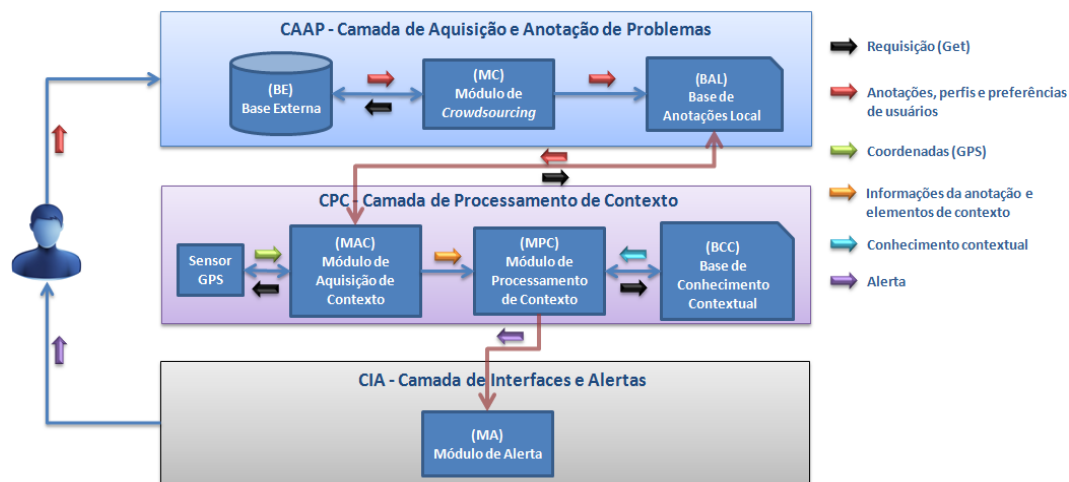 CAAP - Camada de Aquisição e Anotação de Problemas
(BE)
Base Externa
(MC)
Módulo de
Crowdsourcing
(BAL)
Base de
Anotações Local
CPC - Camada de Processamento de Contexto
Sensor
GPS
(MAC)
Módulo de
Aquisição de
Contexto
(MPC)
Módulo de
Processamento
de Contexto
(BCC)
Base de
Conhecimento
Contextual
CIA - Camada de Interfaces e Alertas
(MA)
Módulo de Alerta
Requisição (Get)
Anotações, perfis e preferências
de usuários
Coordenadas (GPS)
Informações da anotação e
elementos de contexto
Conhecimento contextual
Alerta